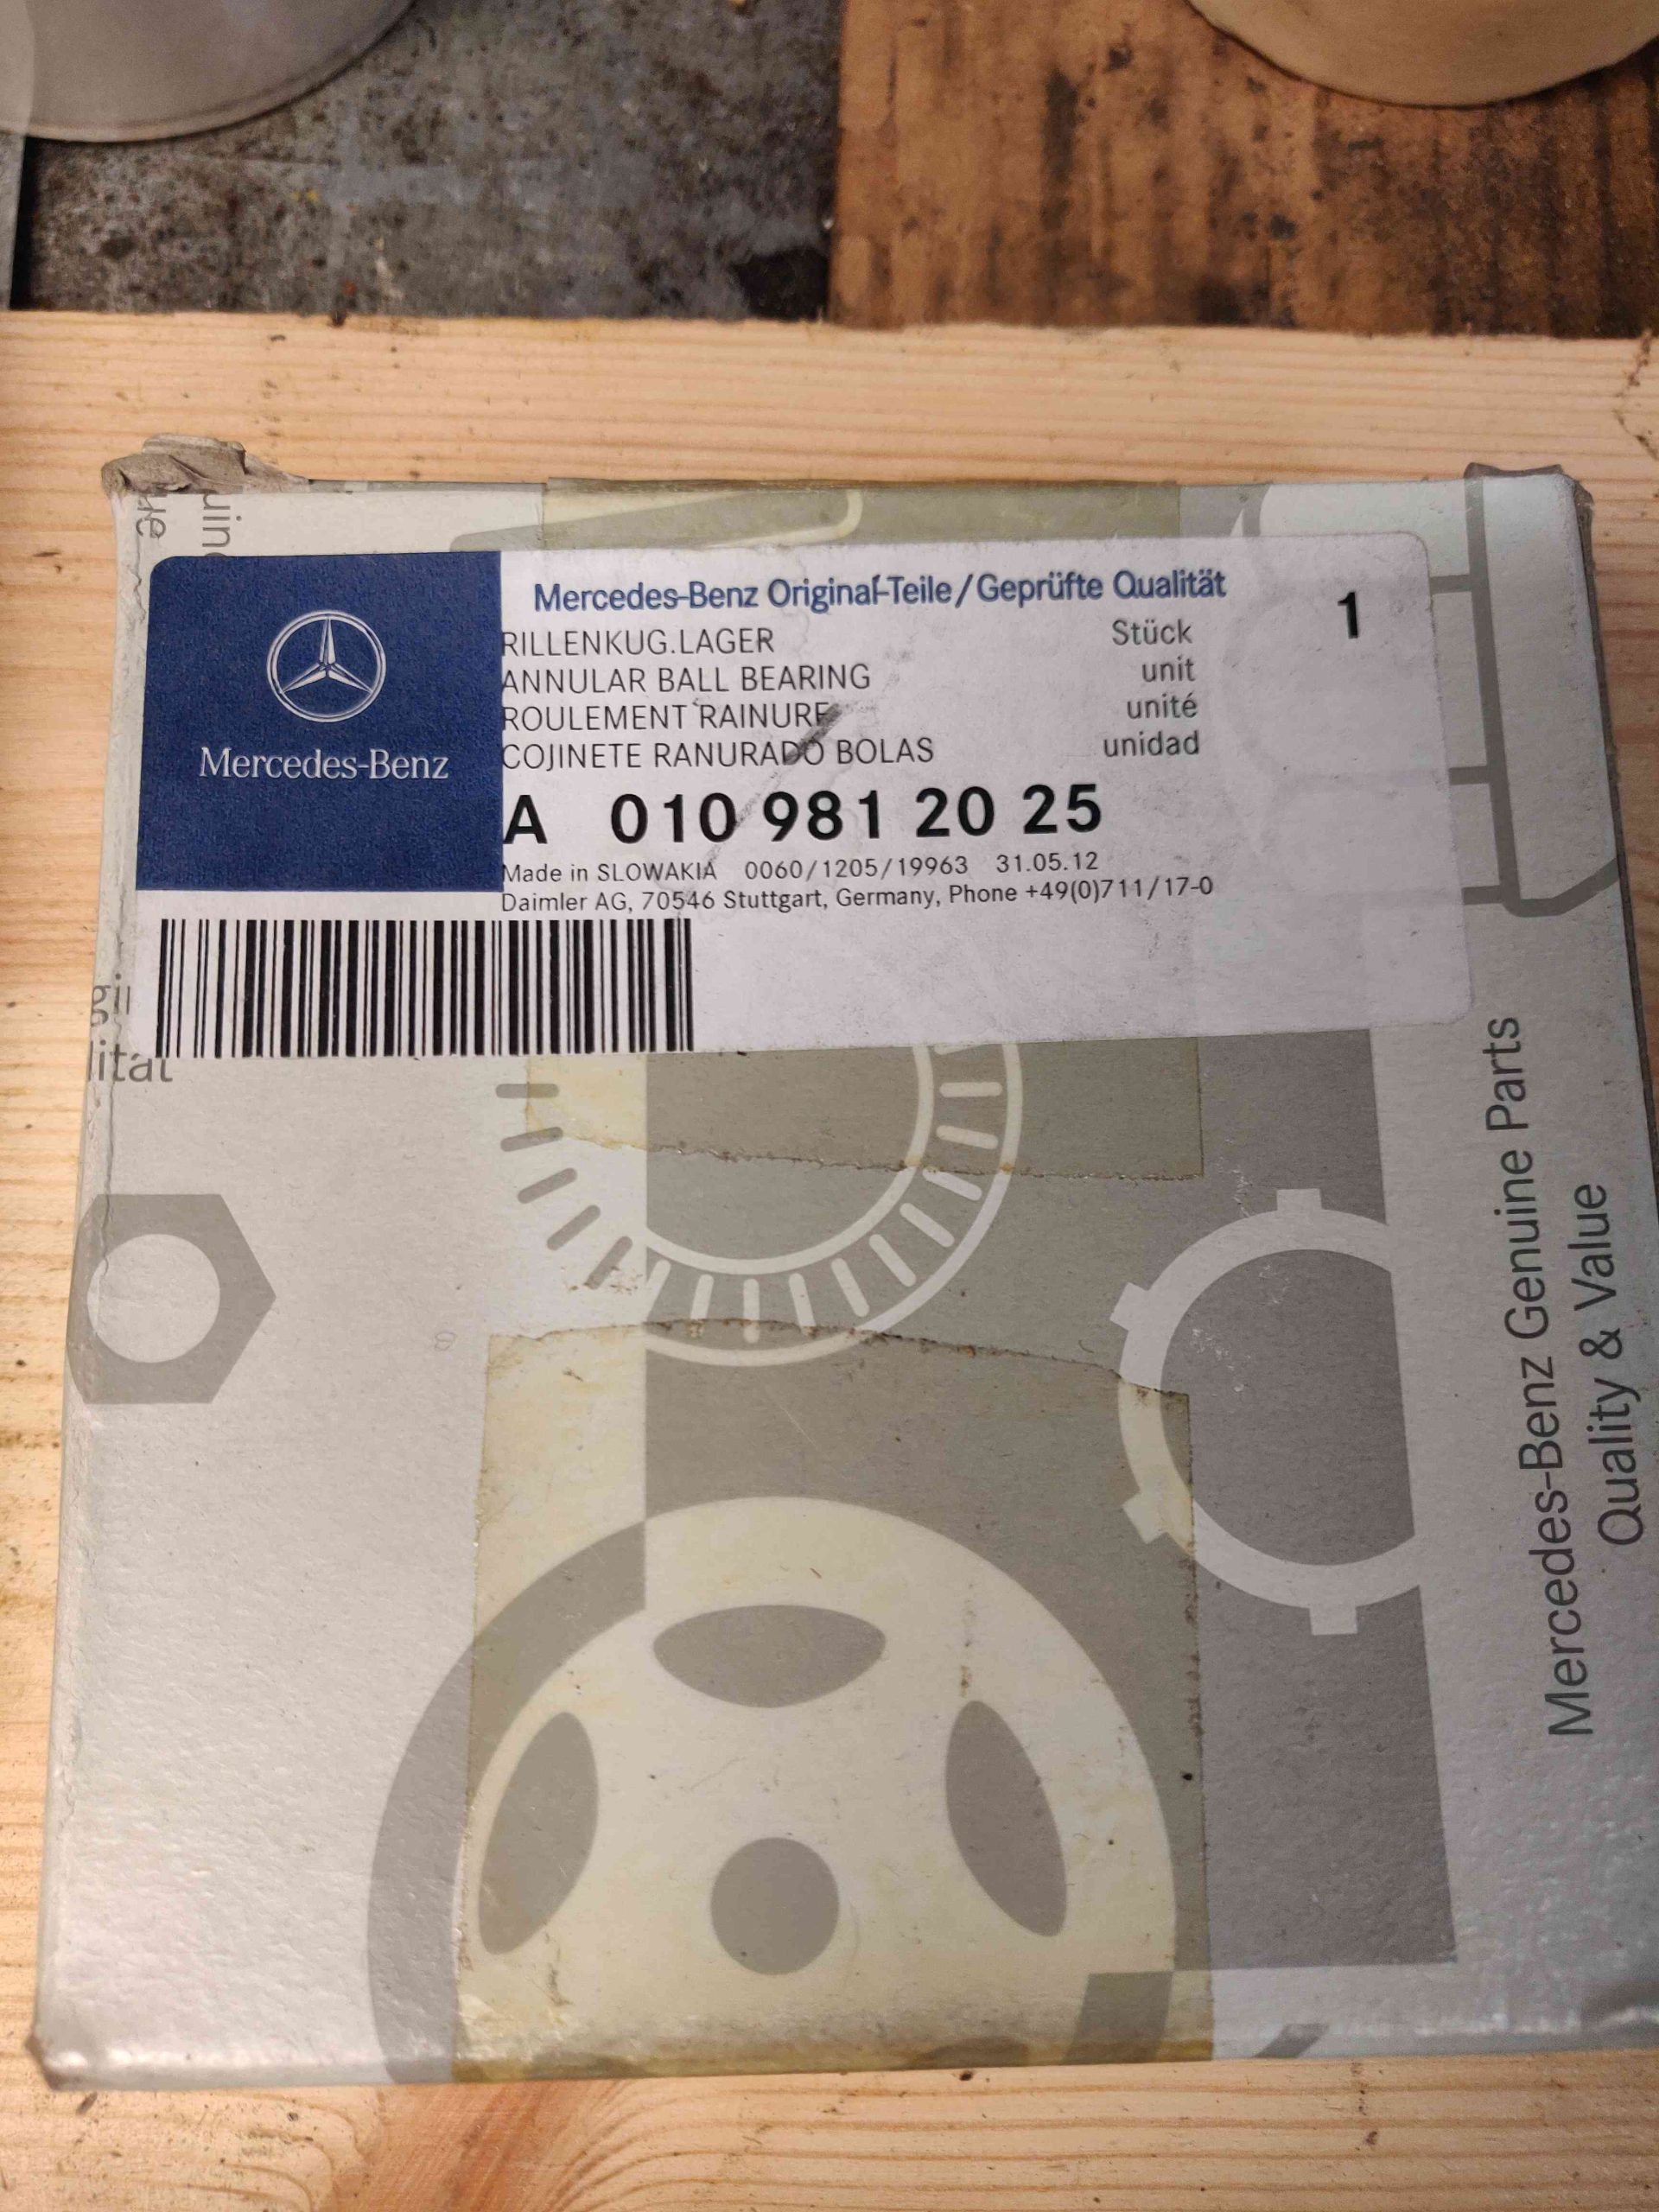 Mercedes-Benz Original-Teile/Geprüfte Qualität
RILLENKUG.LAGER Stück 1
ANNULAR BALL BEARING unit
ROULEMENT RAINURE unité
COJINETE RANURADO BOLAS unidad
Mercedes-Benz
A 010 981 20 25
Made in SLOWAKIA 0060/1205/19963 31.05.12
Daimler AG, 70546 Stuttgart, Germany, Phone +49(0)711/17-0
gil
lität
Mercedes-Benz Genuine Parts
Quality & Value